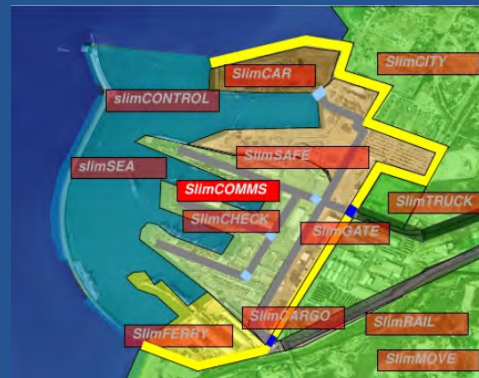 SlimCITY
SlimCAR
slimCONTROL
SlimSAFE
slimSEA
SlimCOMMS
SlimTRUCK
SlimCHECK
SlimGATE
SlimCARGO
SlimRAIL
SlimFERRY
SlimMOVE